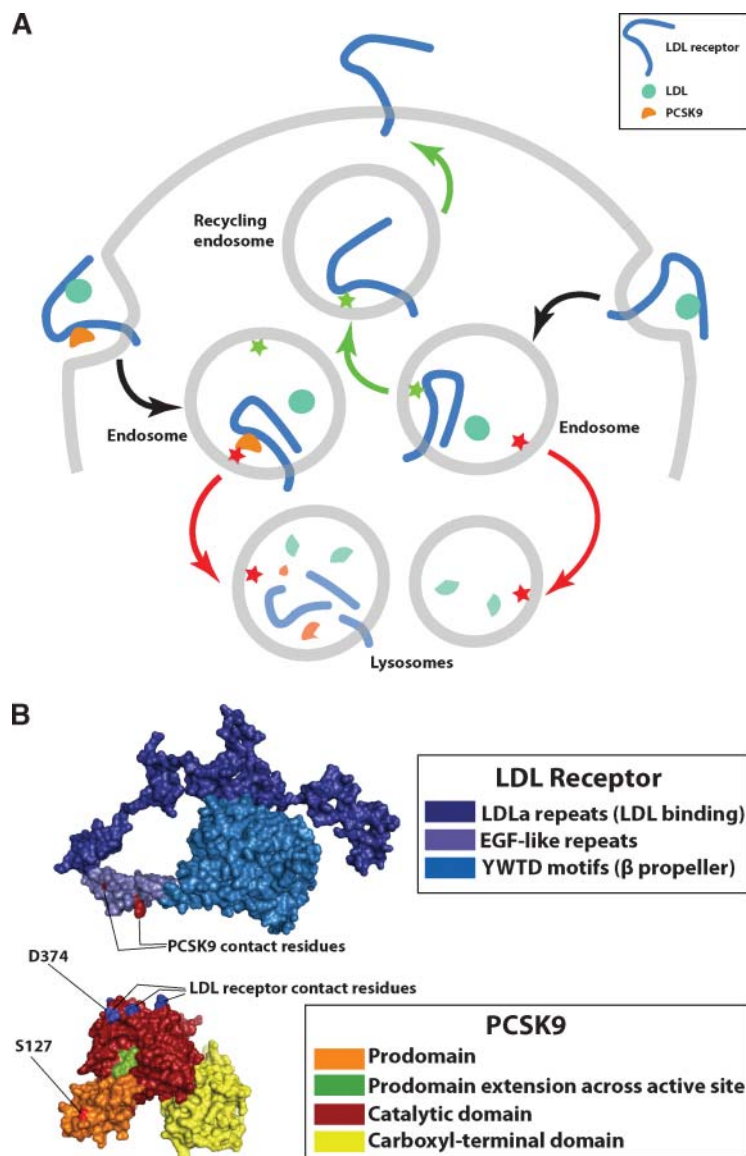 A
LDL receptor
LDL
PCSK9
Recycling
endosome
Endosome
Endosome
Lysosomes
B
LDL Receptor
LDLa repeats (LDL binding)
EGF-like repeats
YWTD motifs (β propeller)
PCSK9 contact residues
D374
LDL receptor contact residues
S127
PCSK9
Prodomain
Prodomain extension across active site
Catalytic domain
Carboxyl-terminal domain